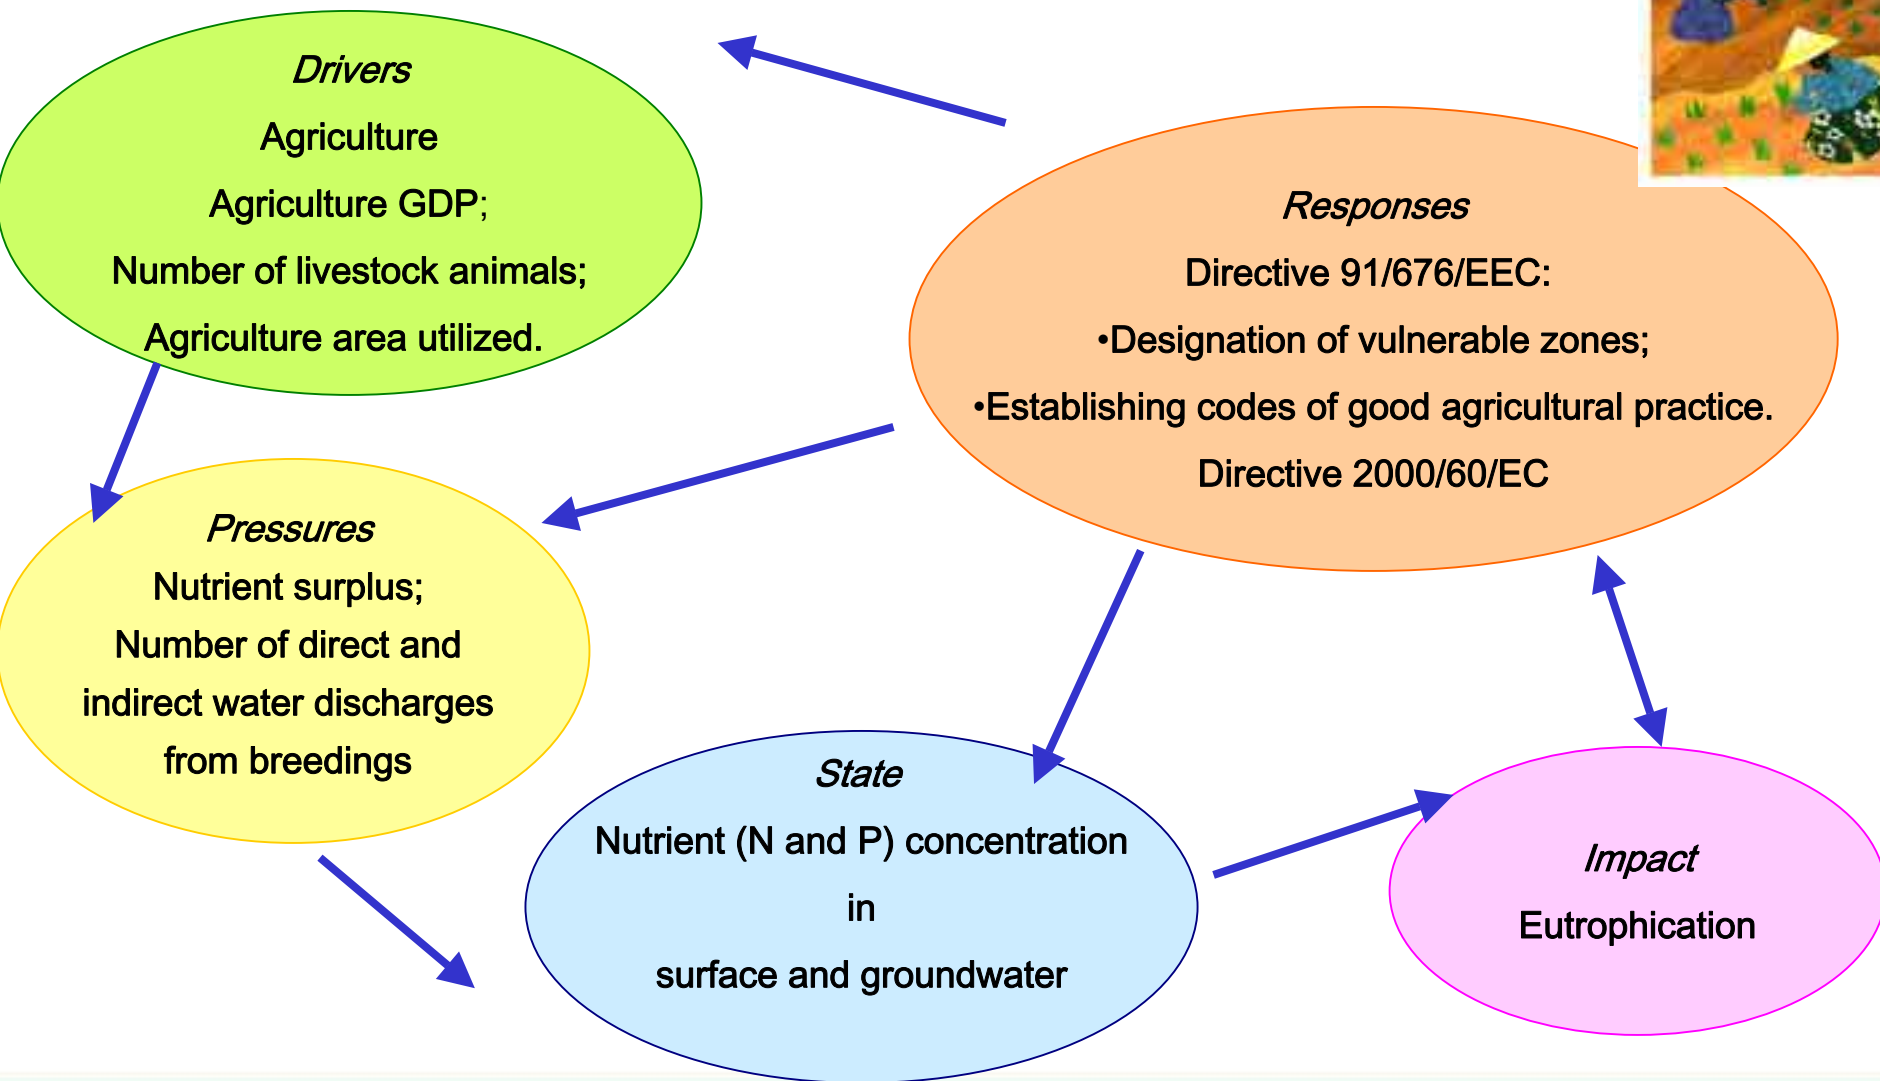 Drivers
Agriculture
Agriculture GDP;
Number of livestock animals;
Agriculture area utilized.
Responses
Directive 91/676/EEC:
•Designation of vulnerable zones;
•Establishing codes of good agricultural practice.
Directive 2000/60/EC
Pressures
Nutrient surplus;
Number of direct and
indirect water discharges
from breedings
State
Nutrient (N and P) concentration
in
surface and groundwater
Impact
Eutrophication